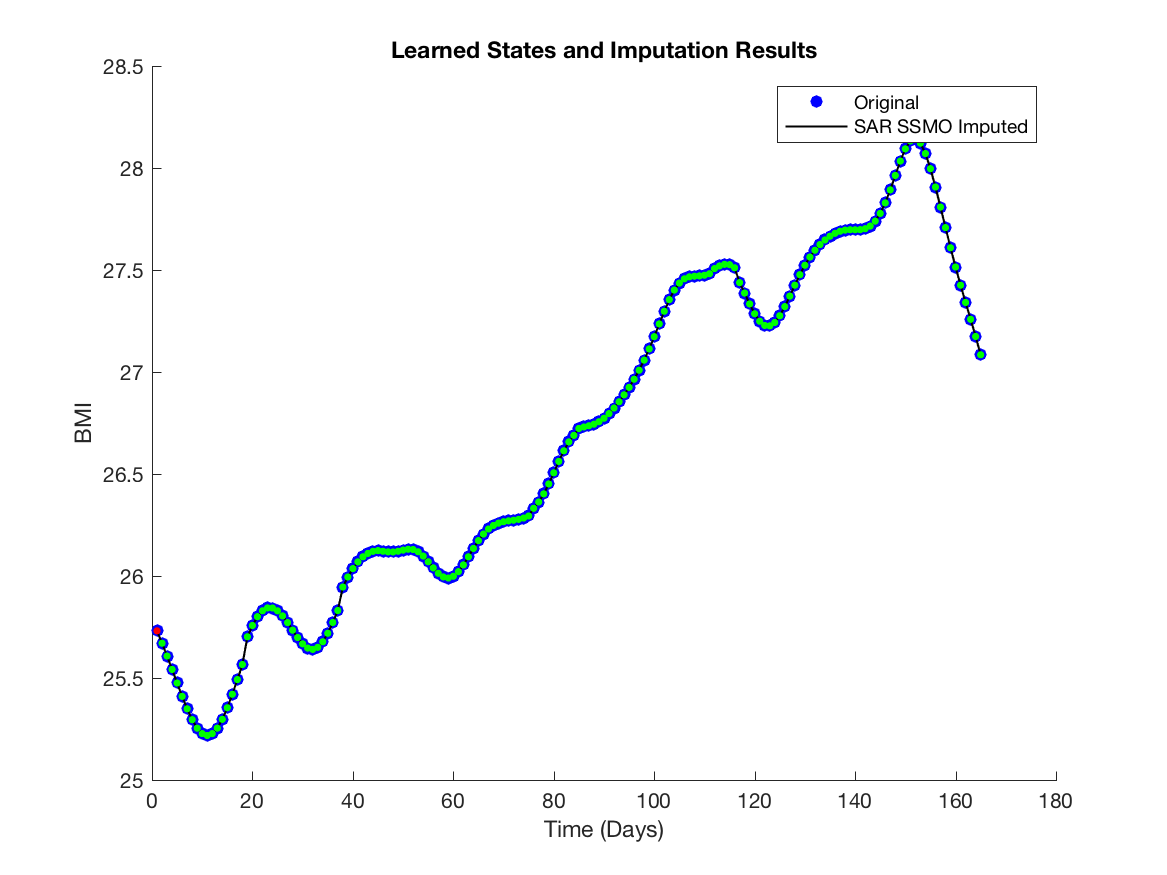 Learned States and Imputation Results
28.5
28
27.5
27
26.5
26
25.5
25
BMI
Original
SAR SSMO Imputed
0 20 40 60 80 100 120 140 160 180
Time (Days)